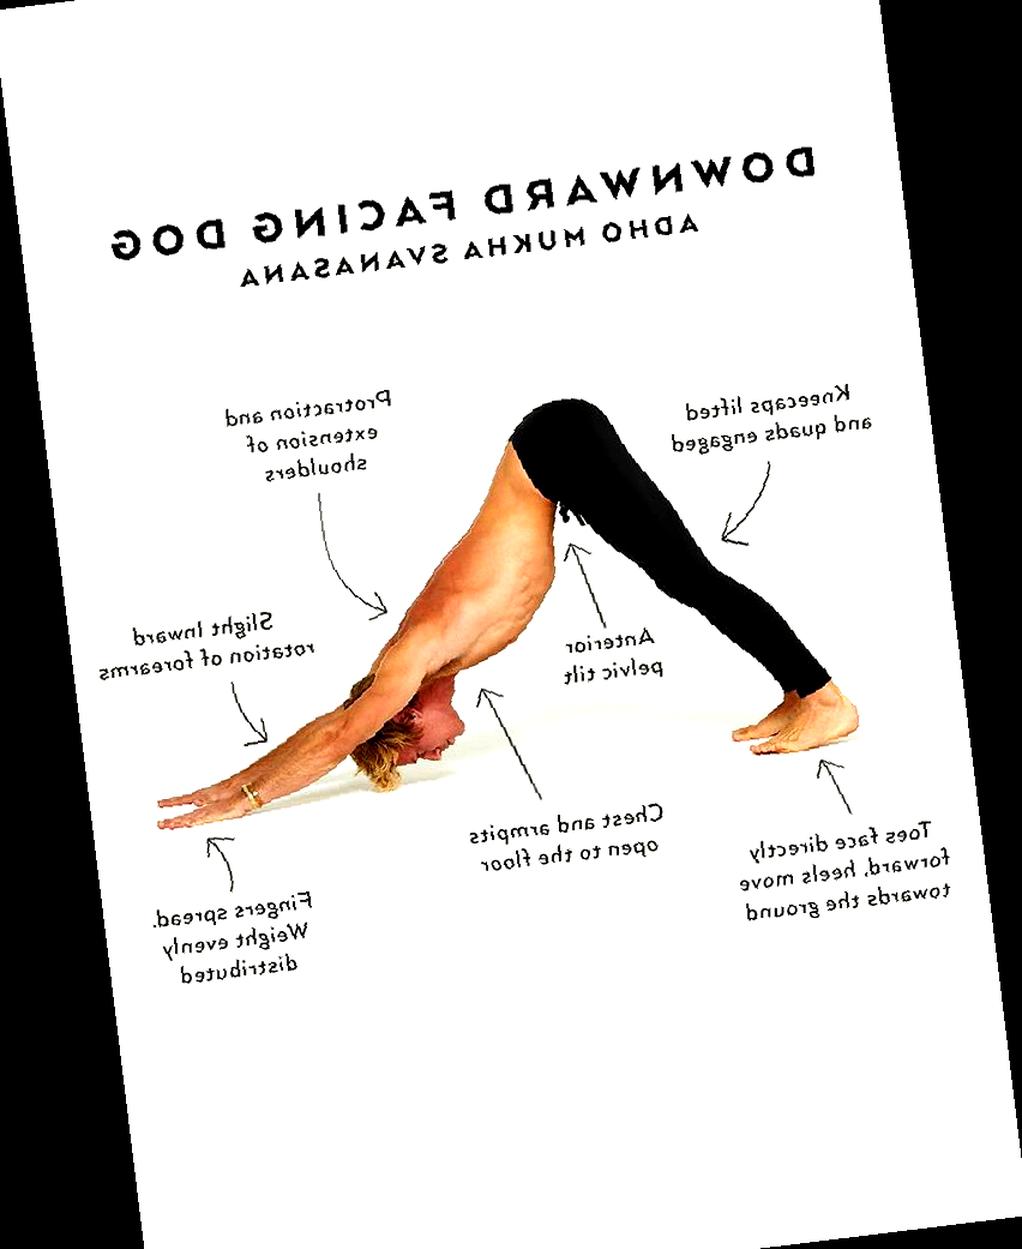 DOWNWARD FACING DOG
ADHO MUKHA SVANASANA
Kneecaps lifted
and quads engaged
Protraction and
extension of
shoulders
Slight Inward
rotation of forearms
Anterior
pelvic tilt
Chest and armpits
open to the floor
Toes face directly
forward, heels move
towards the ground
Fingers spread.
Weight evenly
distributed